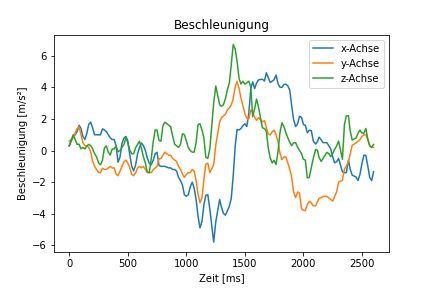 Beschleunigung
Beschleunigung [m/s²]
6
4
2
0
−2
−4
−6
x-Achse
y-Achse
z-Achse
0
500
1000
1500
2000
2500
Zeit [ms]